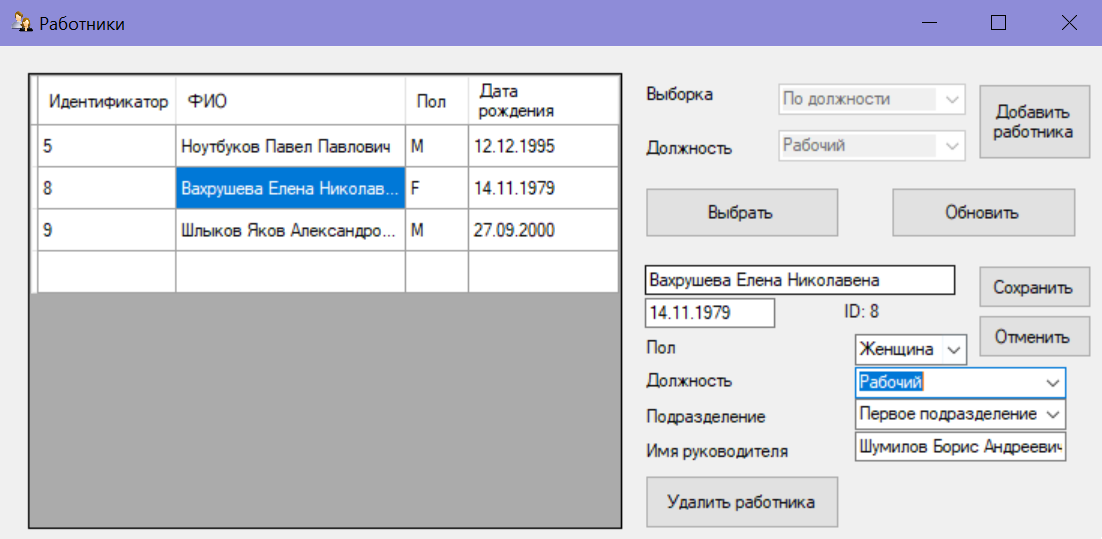 Работники
Идентификатор ФИО Пол Дата рождения
5 Ноутбуков Павел Павлович M 12.12.1995
8 Вахрушева Елена Николав... F 14.11.1979
9 Шлыков Яков Александро... M 27.09.2000
Выборка По должности
Должность Рабочий
Добавить
работника
Выбрать Обновить
Вахрушева Елена Николавена
14.11.1979 ID: 8
Сохранить
Отменить
Пол Женщина
Должность Рабочий
Подразделение Первое подразделение
Имя руководителя Шумилов Борис Андреевич
Удалить работника